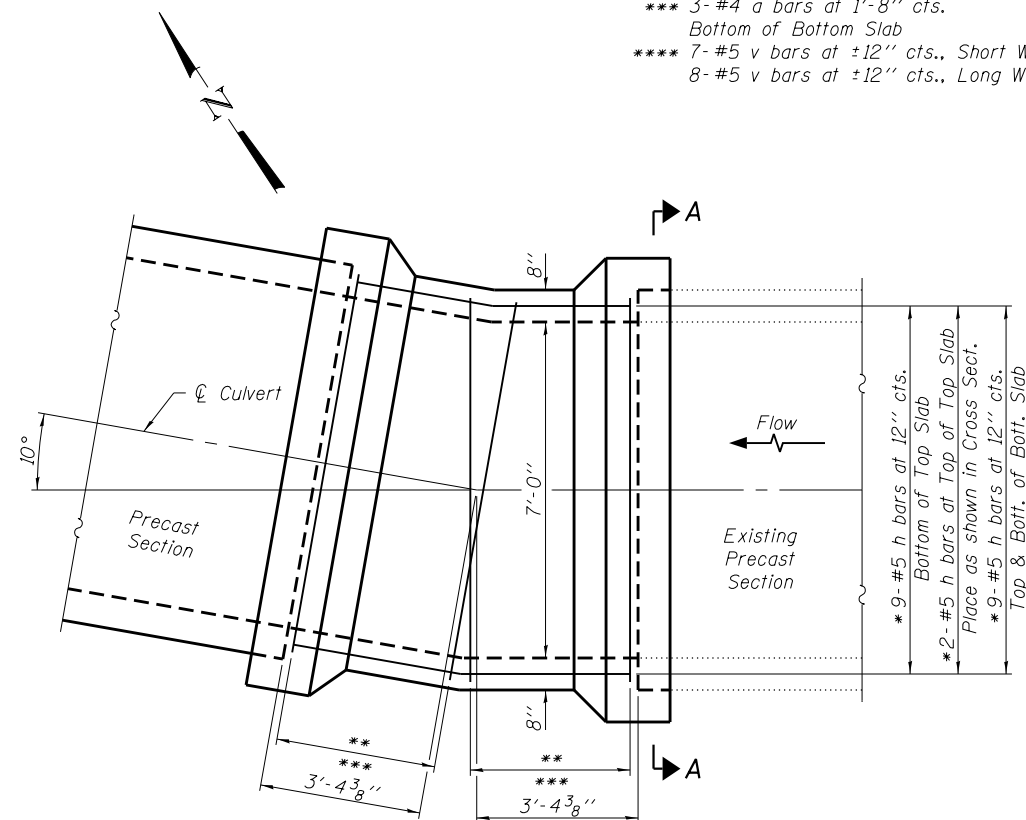 *** 3-#4 a bars at 1'-8" cts.
Bottom of Bottom Slab
**** 7-#5 v bars at ±12" cts., Short W
8-#5 v bars at ±12" cts., Long W
N
A
8"
℄ Culvert
10°
Flow
7'-0"
Precast
Section
Existing
Precast
Section
*9-#5 h bars at 12" cts.
Bottom of Top Slab
*2-#5 h bars at Top of Top Slab
Place as shown in Cross Sect.
*9-#5 h bars at 12" cts.
Top & Bott. of Bott. Slab
8"
**
***
3'-4 3/8"
**
***
3'-4 3/8"
A